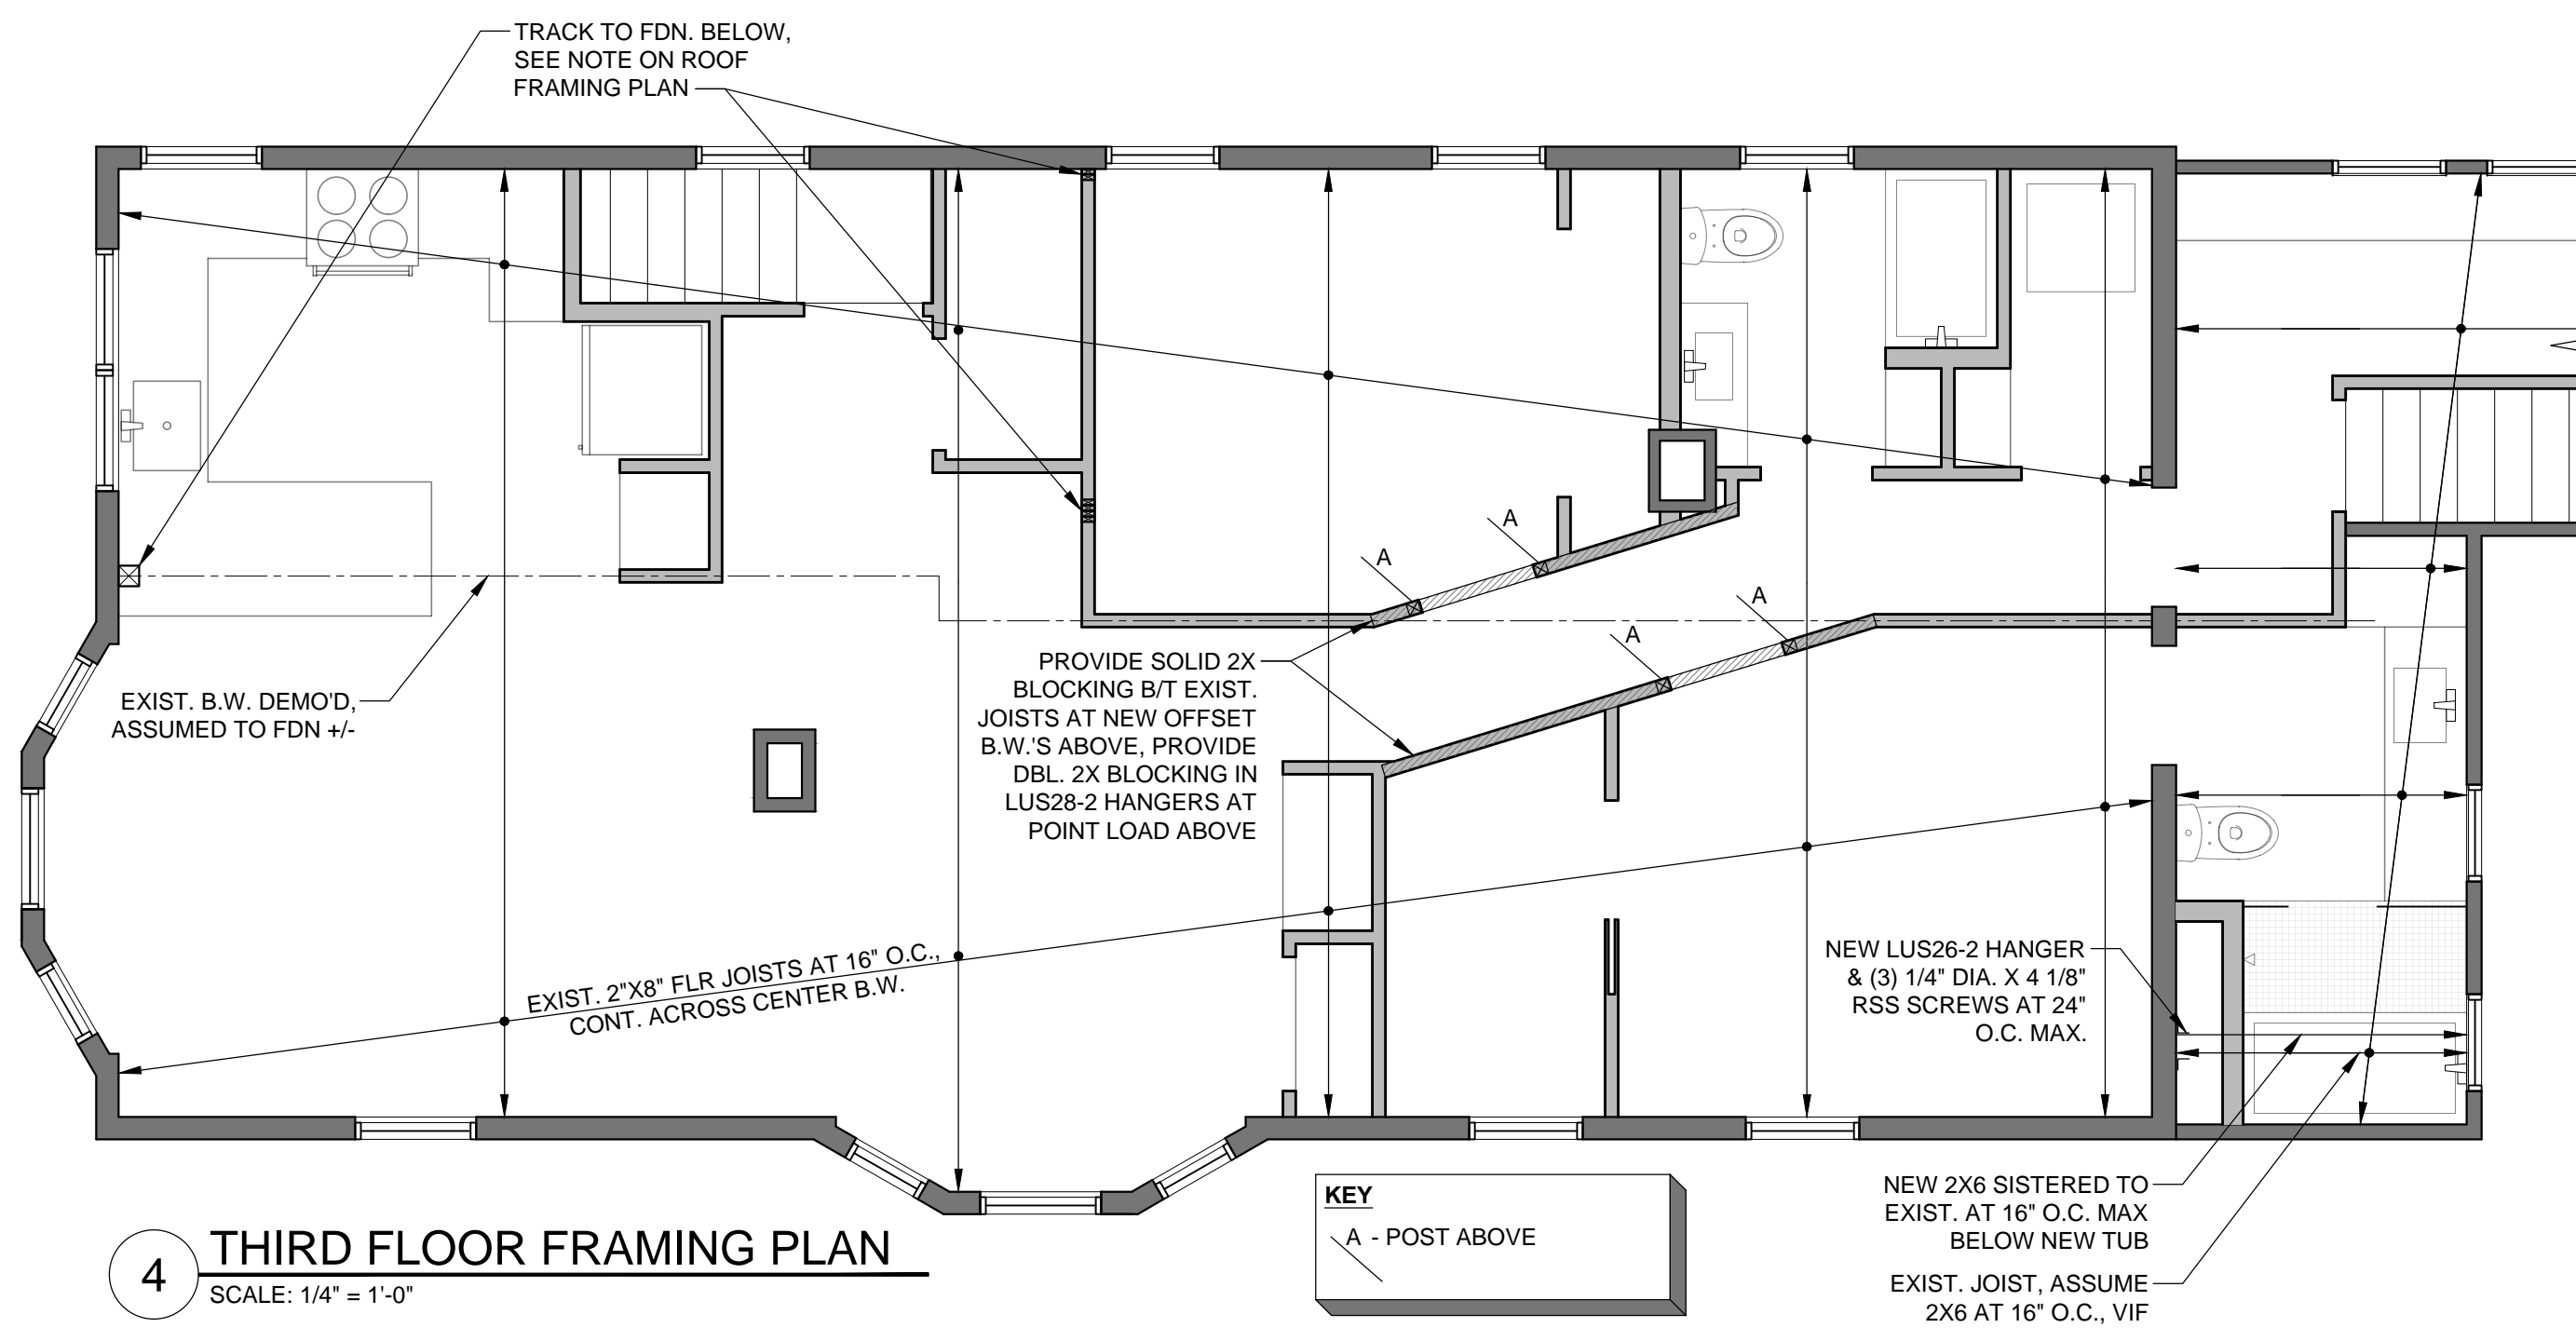 TRACK TO FDN. BELOW,
SEE NOTE ON ROOF
FRAMING PLAN
A
A
A
A
PROVIDE SOLID 2X
BLOCKING B/T EXIST.
JOISTS AT NEW OFFSET
B.W.'S ABOVE, PROVIDE
DBL. 2X BLOCKING IN
LUS28-2 HANGERS AT
POINT LOAD ABOVE
EXIST. B.W. DEMO'D,
ASSUMED TO FDN +/-
EXIST. 2"X8" FLR JOISTS AT 16" O.C.,
CONT. ACROSS CENTER B.W.
NEW LUS26-2 HANGER
& (3) 1/4" DIA. X 4 1/8"
RSS SCREWS AT 24"
O.C. MAX.
NEW 2X6 SISTERED TO
EXIST. AT 16" O.C. MAX
BELOW NEW TUB
EXIST. JOIST, ASSUME
2X6 AT 16" O.C., VIF
KEY
A - POST ABOVE
4
THIRD FLOOR FRAMING PLAN
SCALE: 1/4" = 1'-0"